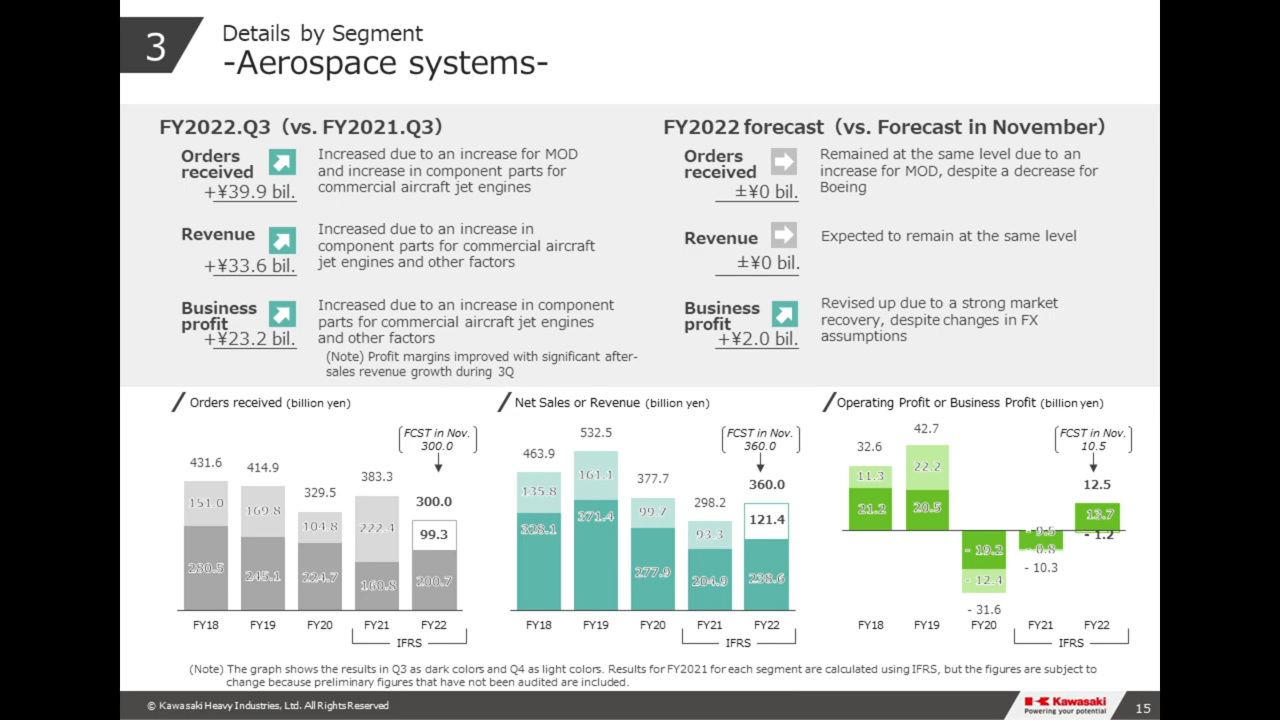 3
Details by Segment
-Aerospace systems-
FY2022.Q3 (vs. FY2021.Q3)
Orders
received
+¥39.9 bil.
Increased due to an increase for MOD
and increase in component parts for
commercial aircraft jet engines
Revenue
+¥33.6 bil.
Increased due to an increase in
component parts for commercial aircraft
jet engines and other factors
Business
profit
+¥23.2 bil.
Increased due to an increase in component
parts for commercial aircraft jet engines
and other factors
(Note) Profit margins improved with significant after-
sales revenue growth during 3Q
FY2022 forecast (vs. Forecast in November)
Orders
received
±¥0 bil.
Remained at the same level due to an
increase for MOD, despite a decrease for
Boeing
Revenue
±¥0 bil.
Expected to remain at the same level
Business
profit
+¥2.0 bil.
Revised up due to a strong market
recovery, despite changes in FX
assumptions
Orders received (billion yen)
FCST in Nov.
300.0
431.6
414.9
329.5
383.3
300.0
151.0
169.8
104.8
222.4
99.3
280.5
245.1
224.7
160.8
200.7
FY18 FY19 FY20 FY21 FY22
IFRS
Net Sales or Revenue (billion yen)
FCST in Nov.
360.0
463.9
532.5
377.7
298.2
360.0
135.8
161.1
99.7
93.3
121.4
328.1
371.4
277.9
204.9
238.6
FY18 FY19 FY20 FY21 FY22
IFRS
Operating Profit or Business Profit (billion yen)
FCST in Nov.
10.5
32.6
42.7
12.5
11.3
22.2
21.2
20.5
13.7
- 9.5
- 1.2
- 19.2
- 0.8
- 12.4
- 10.3
- 31.6
FY18 FY19 FY20 FY21 FY22
IFRS
(Note) The graph shows the results in Q3 as dark colors and Q4 as light colors. Results for FY2021 for each segment are calculated using IFRS, but the figures are subject to
change because preliminary figures that have not been audited are included.
© Kawasaki Heavy Industries, Ltd. All Rights Reserved
Kawasaki
Powering your potential
15